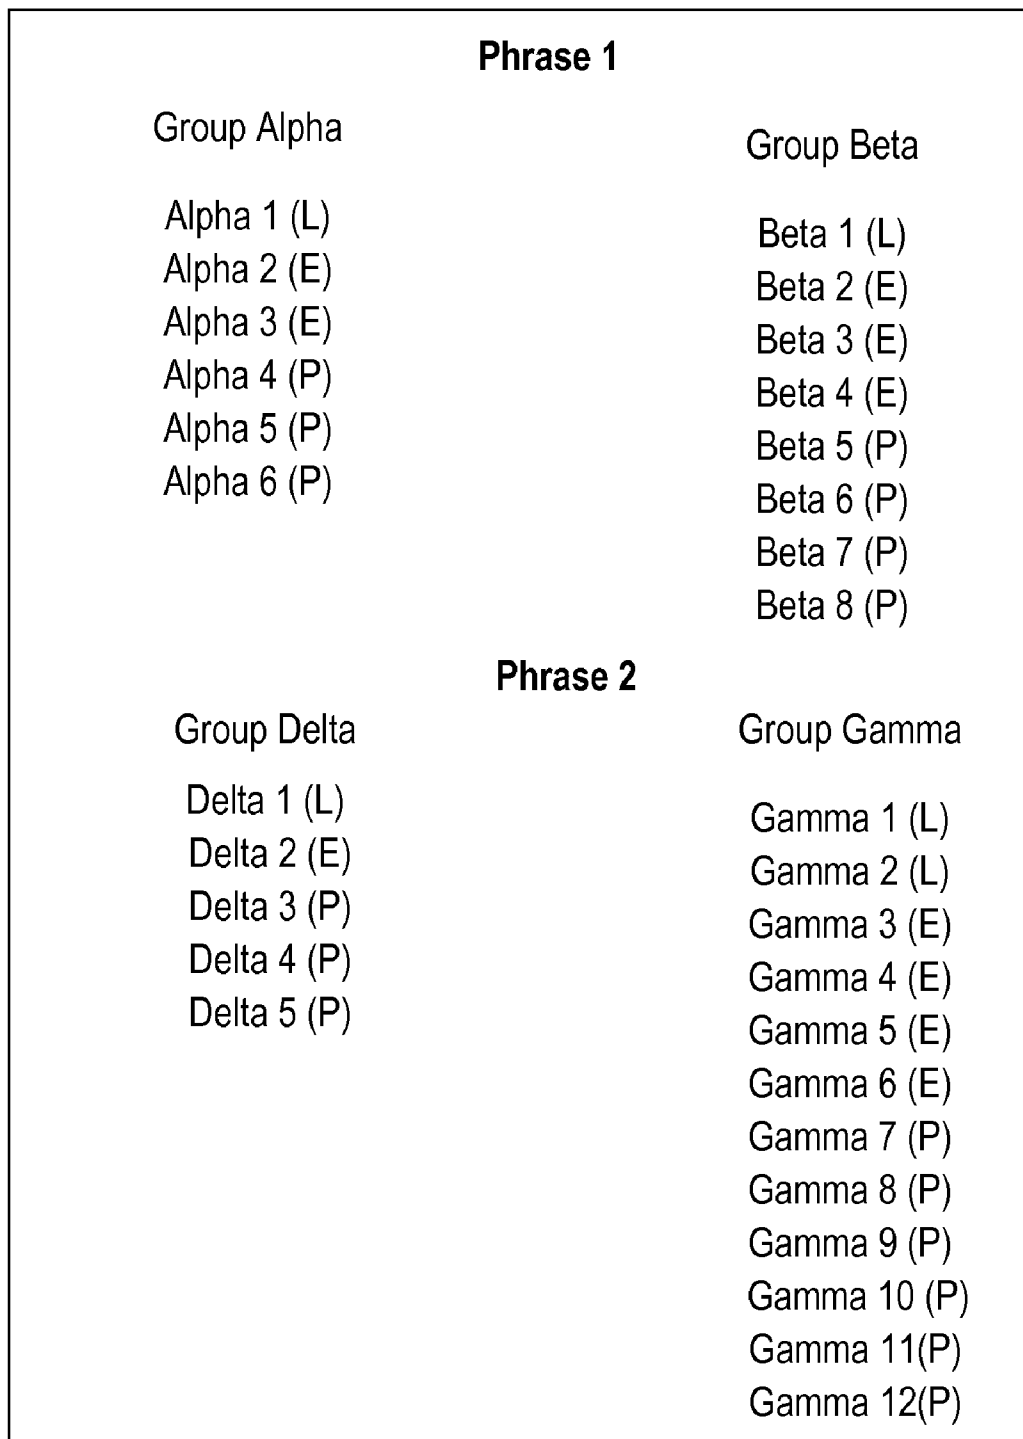 Phrase 1
Group Alpha
Alpha 1 (L)
Alpha 2 (E)
Alpha 3 (E)
Alpha 4 (P)
Alpha 5 (P)
Alpha 6 (P)
Group Beta
Beta 1 (L)
Beta 2 (E)
Beta 3 (E)
Beta 4 (E)
Beta 5 (P)
Beta 6 (P)
Beta 7 (P)
Beta 8 (P)
Phrase 2
Group Delta
Delta 1 (L)
Delta 2 (E)
Delta 3 (P)
Delta 4 (P)
Delta 5 (P)
Group Gamma
Gamma 1 (L)
Gamma 2 (L)
Gamma 3 (E)
Gamma 4 (E)
Gamma 5 (E)
Gamma 6 (E)
Gamma 7 (P)
Gamma 8 (P)
Gamma 9 (P)
Gamma 10 (P)
Gamma 11(P)
Gamma 12(P)